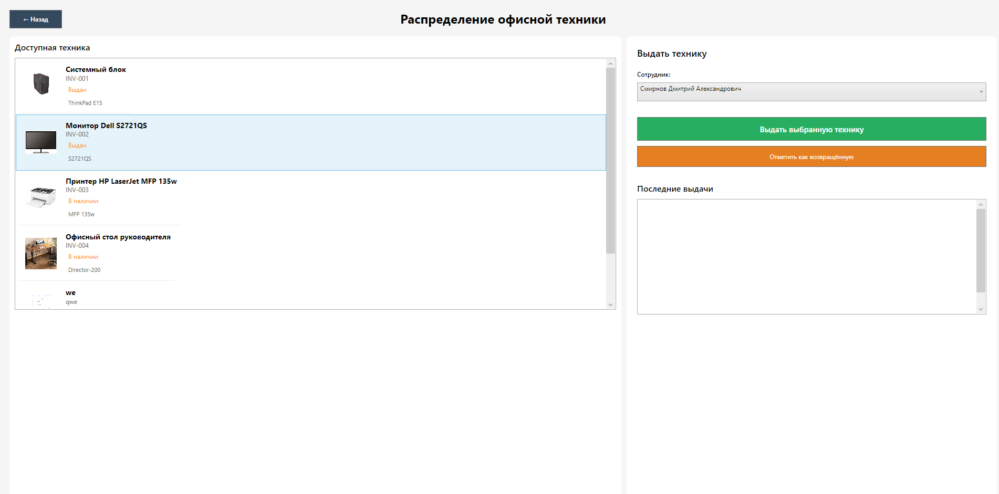 ← Назад
Распределение офисной техники
Доступная техника
Системный блок
INV-001
Выдан
ThinkPad E15
Монитор Dell S2721QS
INV-002
Выдан
S2721QS
Принтер HP LaserJet MFP 135w
INV-003
В наличии
MFP 135w
Офисный стол руководителя
INV-004
В наличии
Director-200
we
qwe
Выдать технику
Сотрудник:
Смирнов Дмитрий Александрович
Выдать выбранную технику
Отметить как возвращённую
Последние выдачи